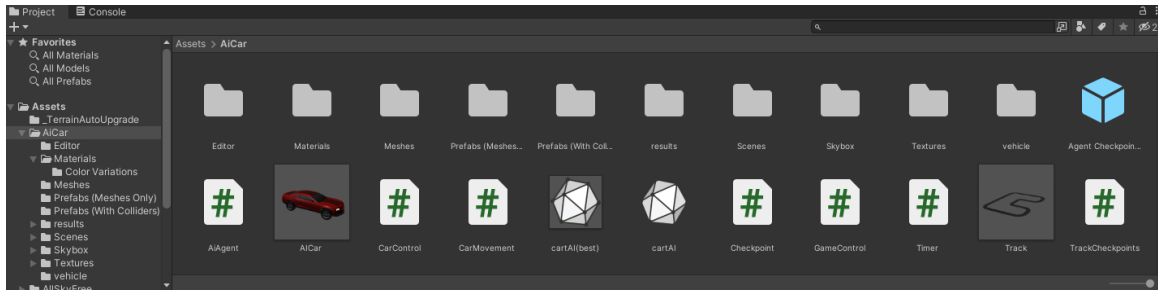 Project
Console
2
Favorites
All Materials
All Models
All Prefabs
Assets
_TerrainAutoUpgrade
AiCar
Editor
Materials
Color Variations
Meshes
Prefabs (Meshes Only)
Prefabs (With Colliders)
results
Scenes
Skybox
Textures
vehicle
AllSkyFree
Assets > AiCar
Editor
Materials
Meshes
Prefabs (Meshes...
Prefabs (With Coll...
results
Scenes
Skybox
Textures
vehicle
Agent Checkpoin...
AiAgent
AICar
CarControl
CarMovement
cartAI(best)
cartAI
Checkpoint
GameControl
Timer
Track
TrackCheckpoints